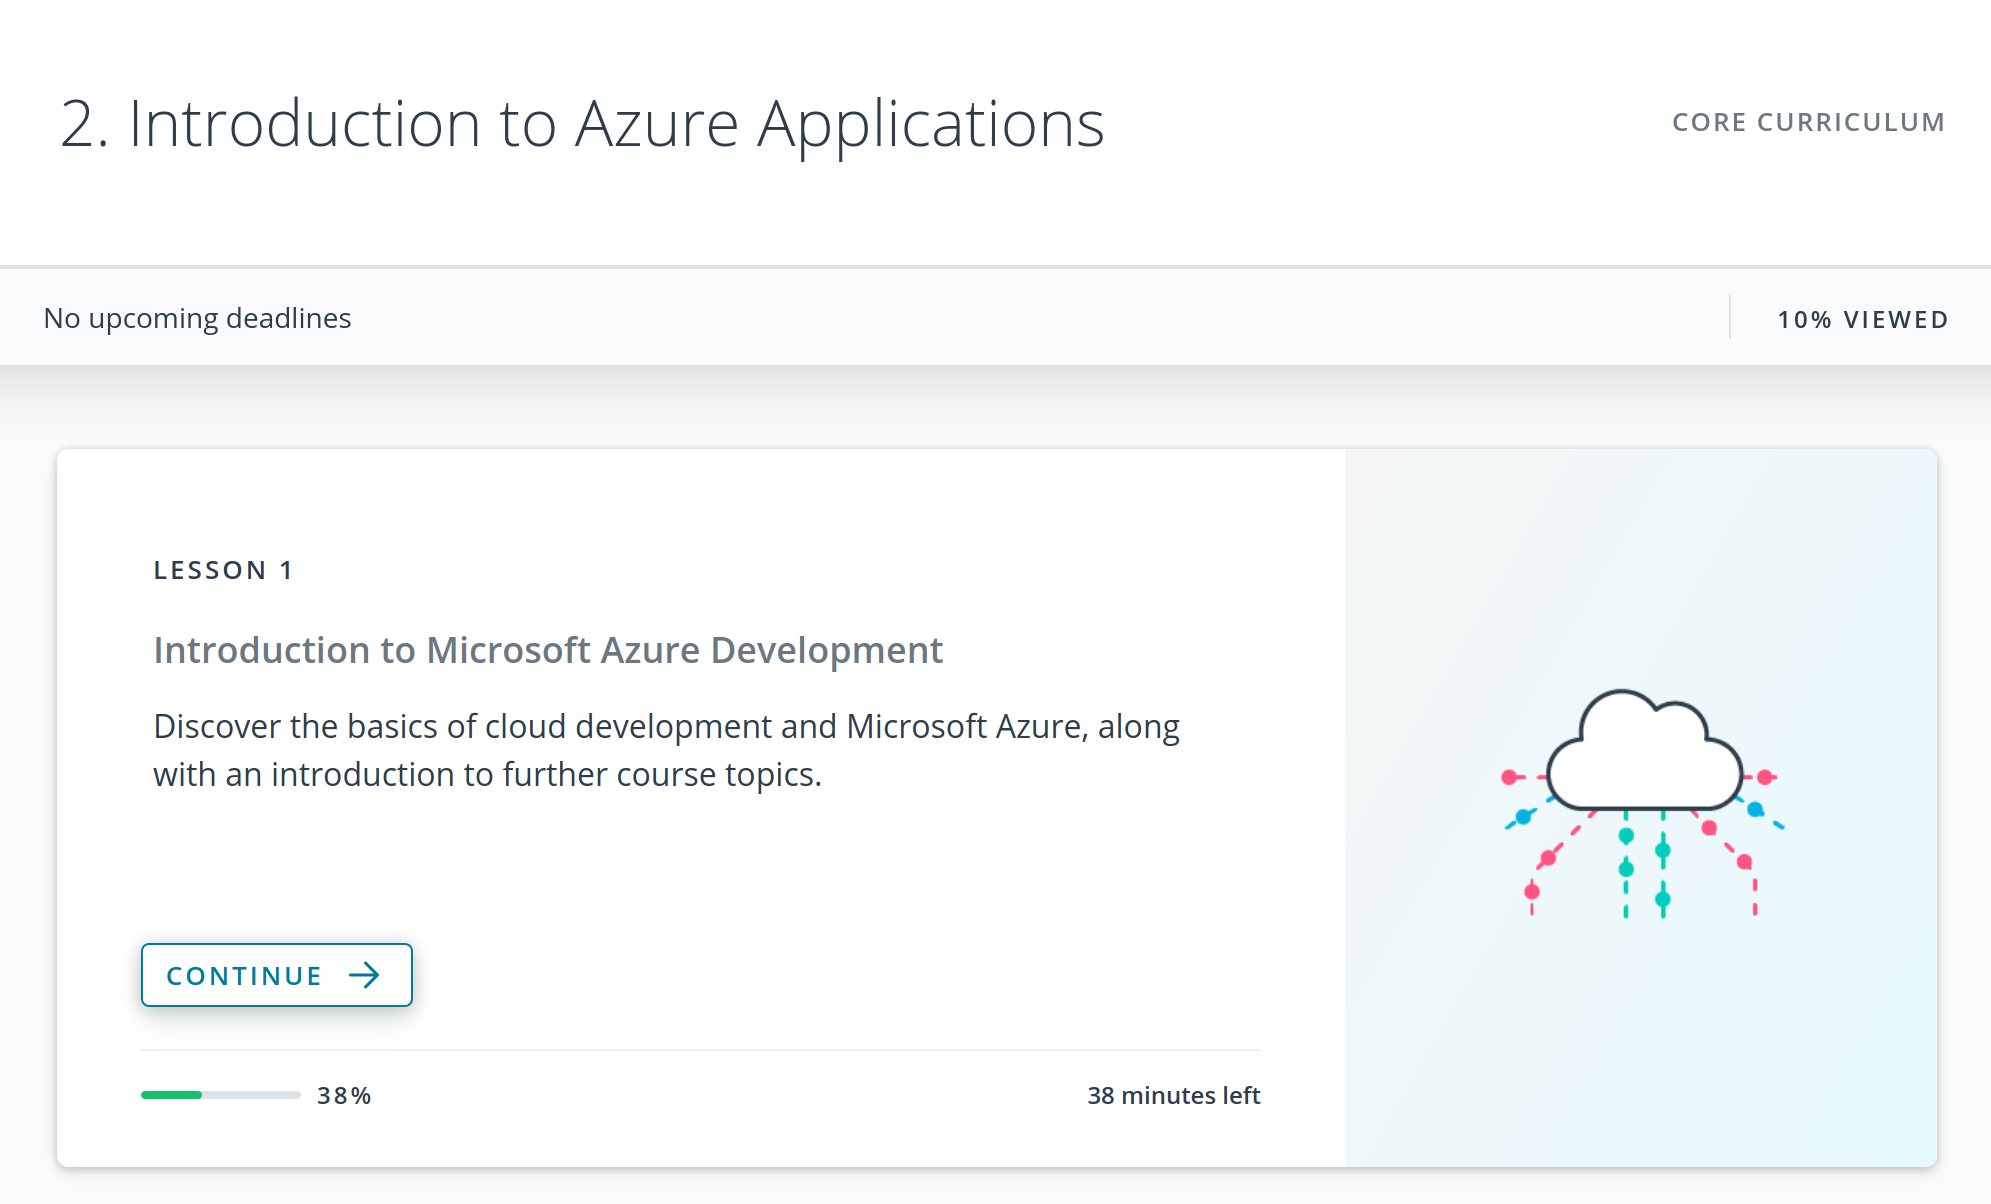 2. Introduction to Azure Applications
CORE CURRICULUM
No upcoming deadlines
10% VIEWED
LESSON 1
Introduction to Microsoft Azure Development
Discover the basics of cloud development and Microsoft Azure, along
with an introduction to further course topics.
CONTINUE
38%
38 minutes left